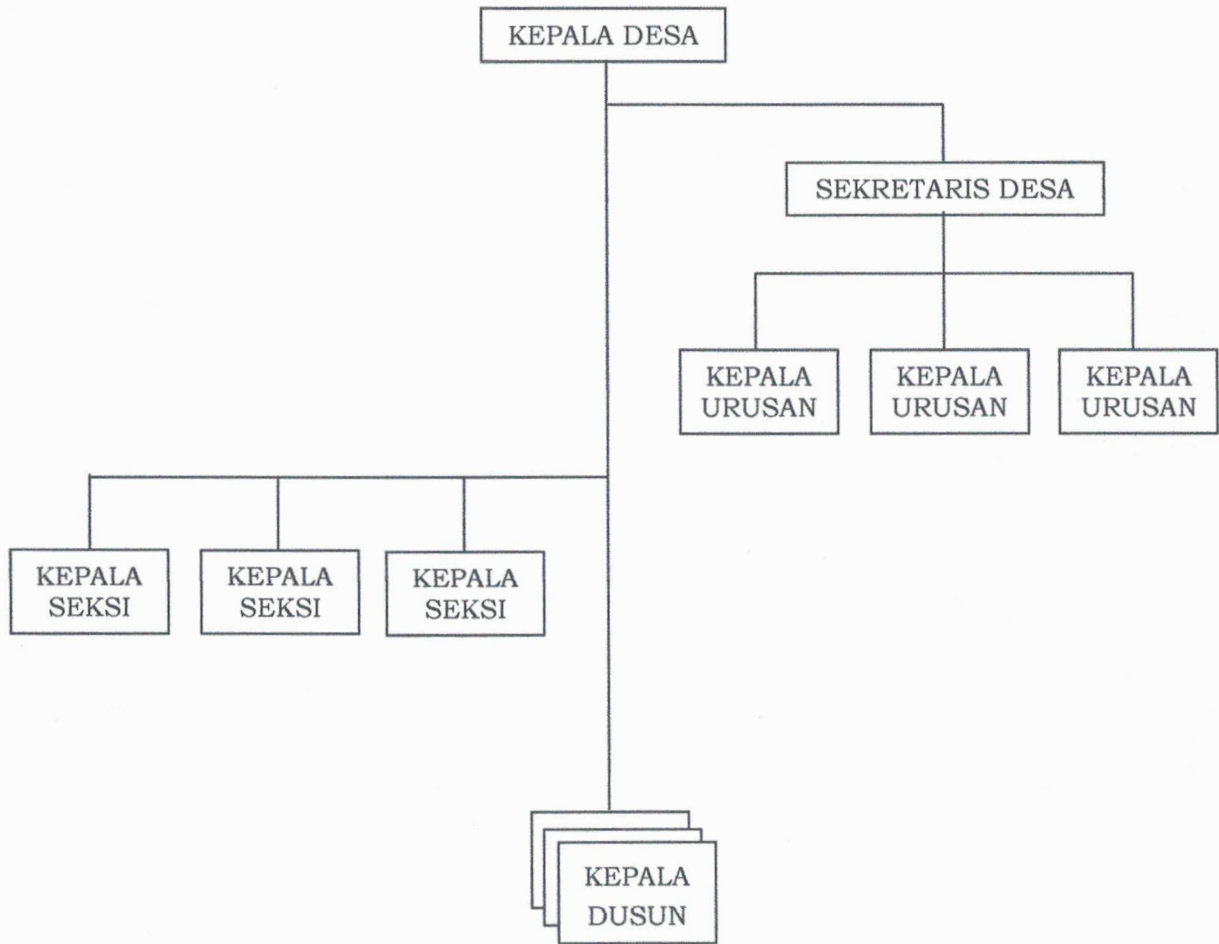 KEPALA DESA
SEKRETARIS DESA
KEPALA
URUSAN
KEPALA
URUSAN
KEPALA
URUSAN
KEPALA
SEKSI
KEPALA
SEKSI
KEPALA
SEKSI
KEPALA
DUSUN